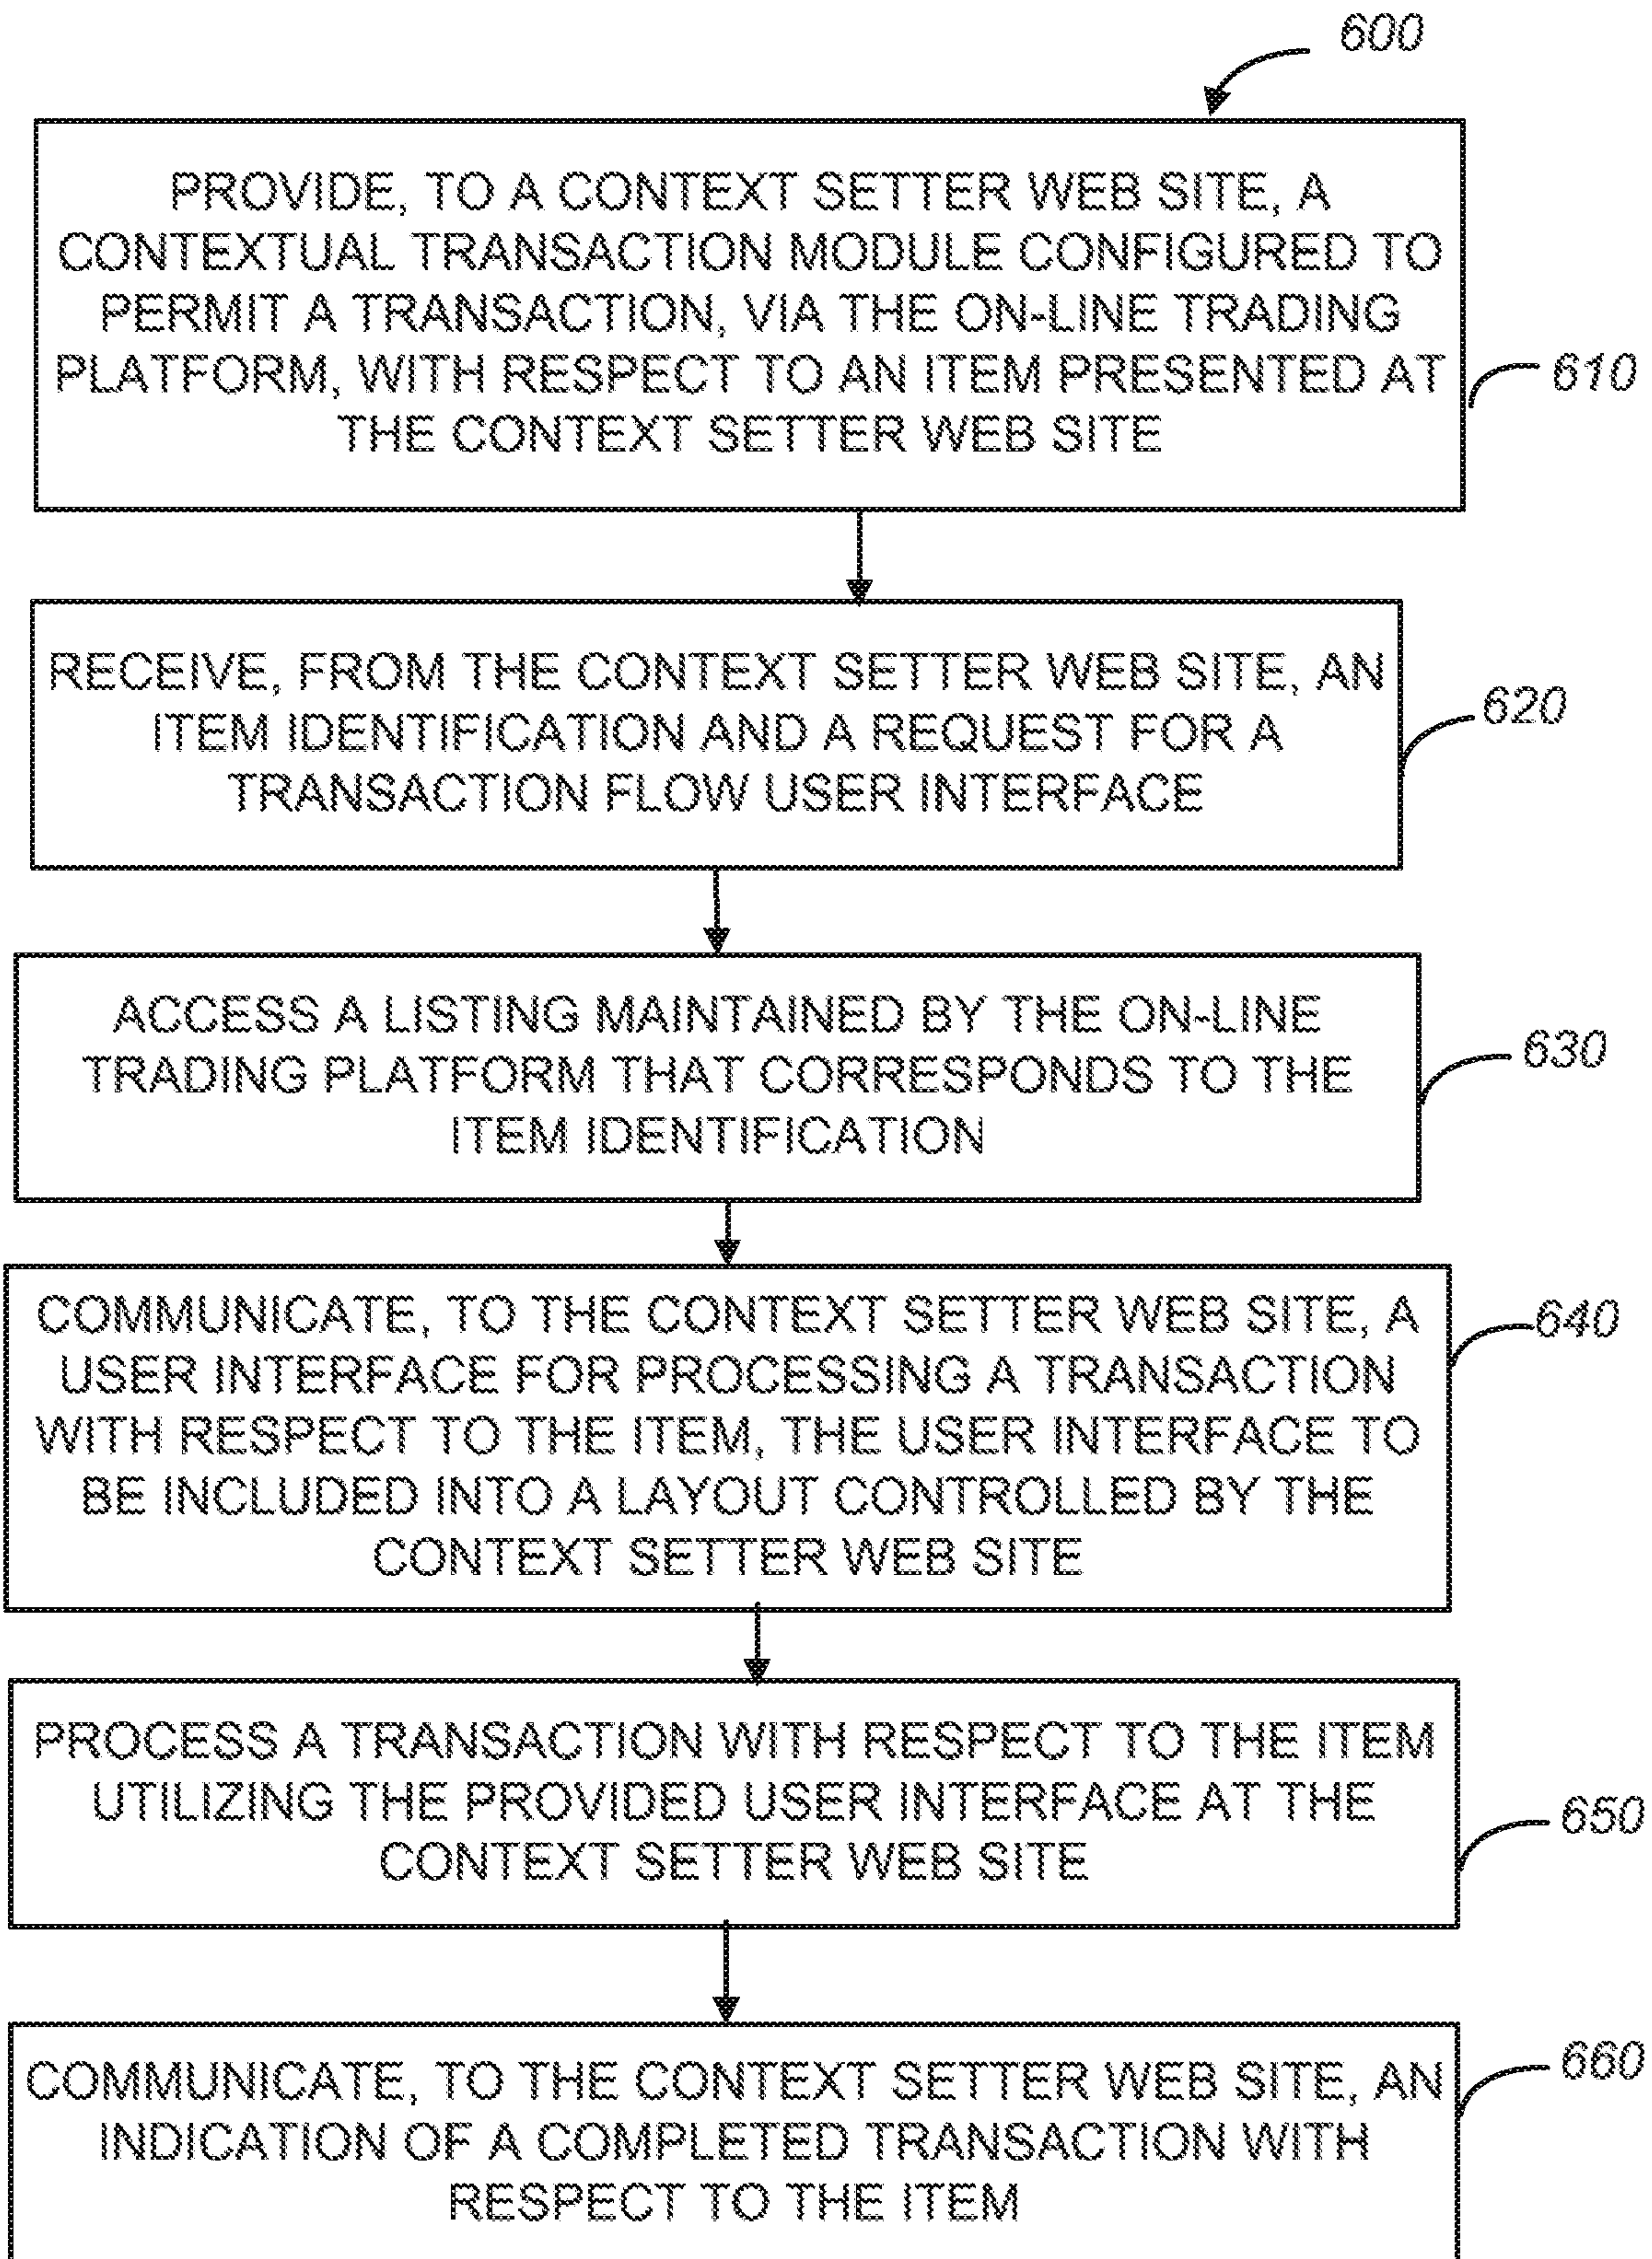 600
PROVIDE, TO A CONTEXT SETTER WEB SITE, A
CONTEXTUAL TRANSACTION MODULE CONFIGURED TO
PERMIT A TRANSACTION, VIA THE ON-LINE TRADING
PLATFORM, WITH RESPECT TO AN ITEM PRESENTED AT
THE CONTEXT SETTER WEB SITE
610
RECEIVE, FROM THE CONTEXT SETTER WEB SITE, AN
ITEM IDENTIFICATION AND A REQUEST FOR A
TRANSACTION FLOW USER INTERFACE
620
ACCESS A LISTING MAINTAINED BY THE ON-LINE
TRADING PLATFORM THAT CORRESPONDS TO THE
ITEM IDENTIFICATION
630
COMMUNICATE, TO THE CONTEXT SETTER WEB SITE, A
USER INTERFACE FOR PROCESSING A TRANSACTION
WITH RESPECT TO THE ITEM, THE USER INTERFACE TO
BE INCLUDED INTO A LAYOUT CONTROLLED BY THE
CONTEXT SETTER WEB SITE
640
PROCESS A TRANSACTION WITH RESPECT TO THE ITEM
UTILIZING THE PROVIDED USER INTERFACE AT THE
CONTEXT SETTER WEB SITE
650
COMMUNICATE, TO THE CONTEXT SETTER WEB SITE, AN
INDICATION OF A COMPLETED TRANSACTION WITH
RESPECT TO THE ITEM
660